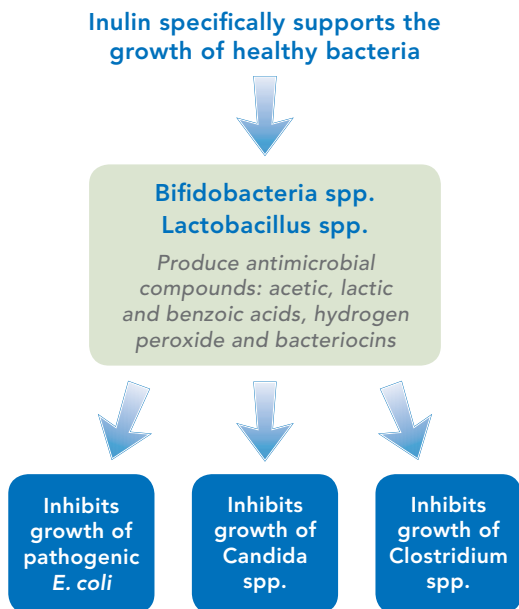 Inulin specifically supports the
growth of healthy bacteria
Bifidobacteria spp.
Lactobacillus spp.
Produce antimicrobial
compounds: acetic, lactic
and benzoic acids, hydrogen
peroxide and bacteriocins
Inhibits
growth of
pathogenic
E. coli
Inhibits
growth of
Candida
spp.
Inhibits
growth of
Clostridium
spp.